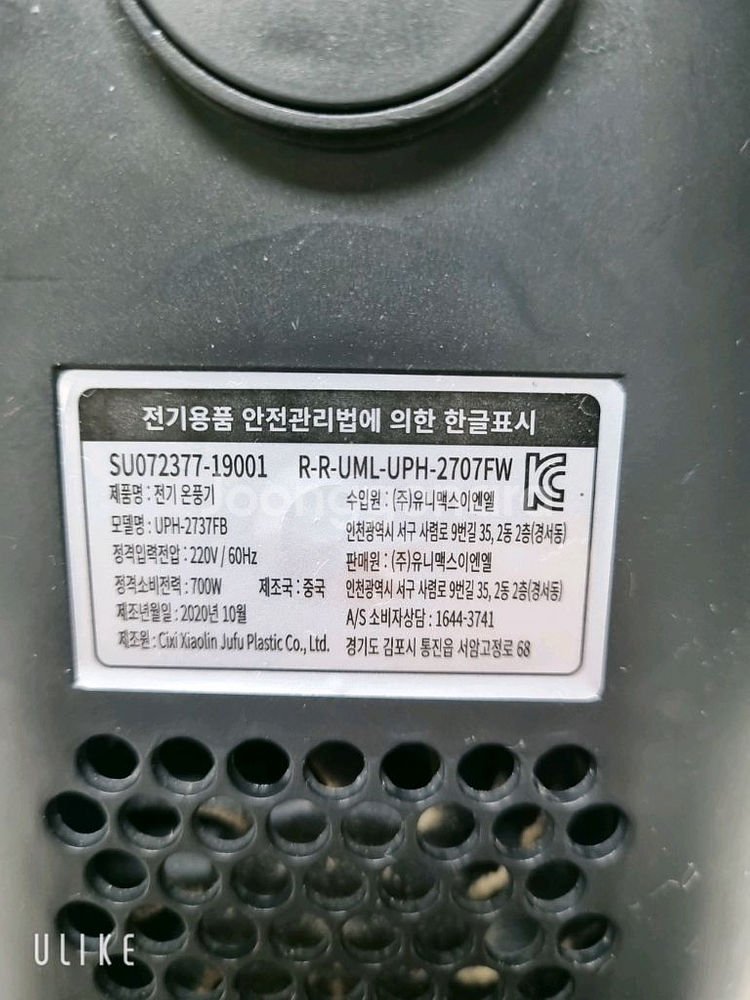 전기용품 안전관리법에 의한 한글표시
SU072377-19001 R-R-UML-UPH-2707FW
제품명 : 전기 온풍기
모델명 : UPH-2737FB
정격입력전압 : 220V / 60Hz
정격소비전력 : 700W 제조국 : 중국
제조년월일 : 2020년 10월
제조원 : Cixi Xiaolin Jufu Plastic Co., Ltd.
수입원 : (주)유니맥스이엔엘
인천광역시 서구 사렴로 9번길 35, 2동 2층(경서동)
판매원 : (주)유니맥스이엔엘
인천광역시 서구 사렴로 9번길 35, 2동 2층(경서동)
A/S 소비자상담 : 1644-3741
경기도 김포시 통진읍 서암고정로 68
ULIKE